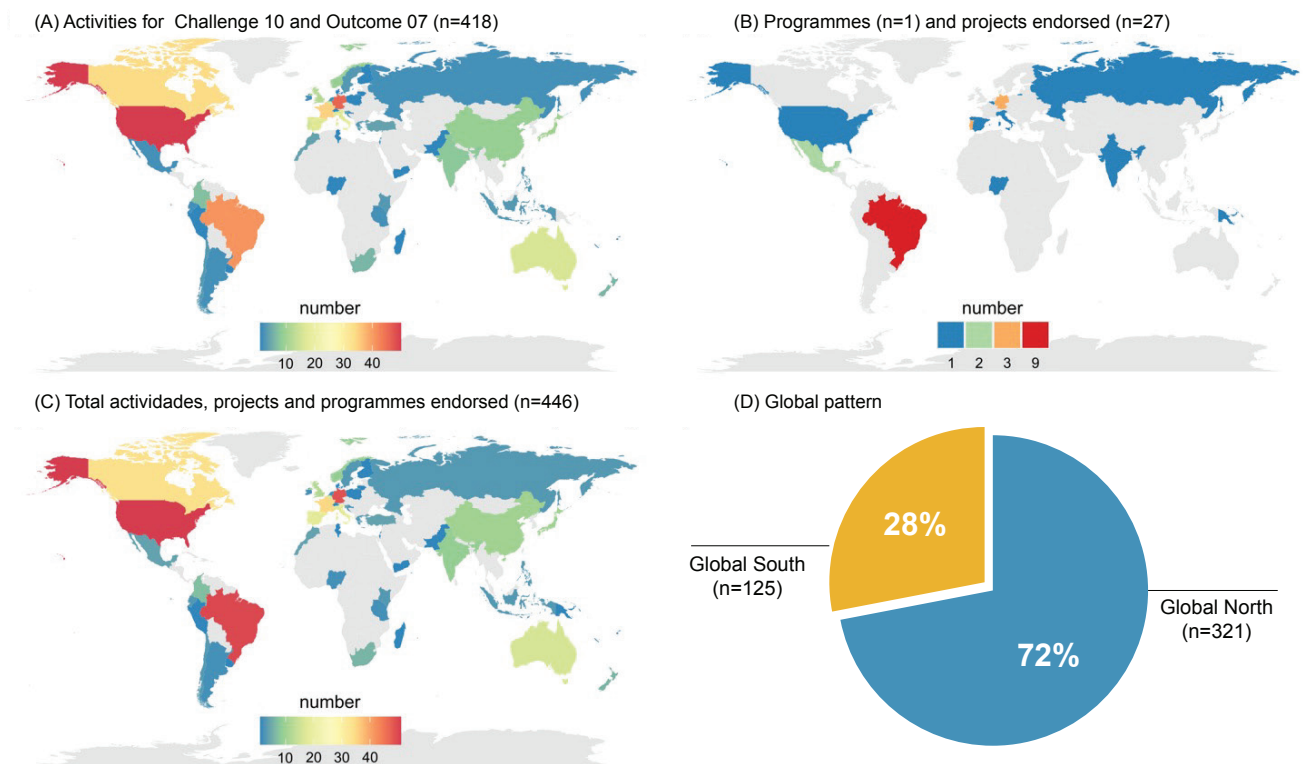 (A) Activities for Challenge 10 and Outcome 07 (n=418)
number
10 20 30 40
(B) Programmes (n=1) and projects endorsed (n=27)
number
1 2 3 9
(C) Total actividades, projects and programmes endorsed (n=446)
number
10 20 30 40
(D) Global pattern
28%
Global South
(n=125)
Global North
(n=321)
72%